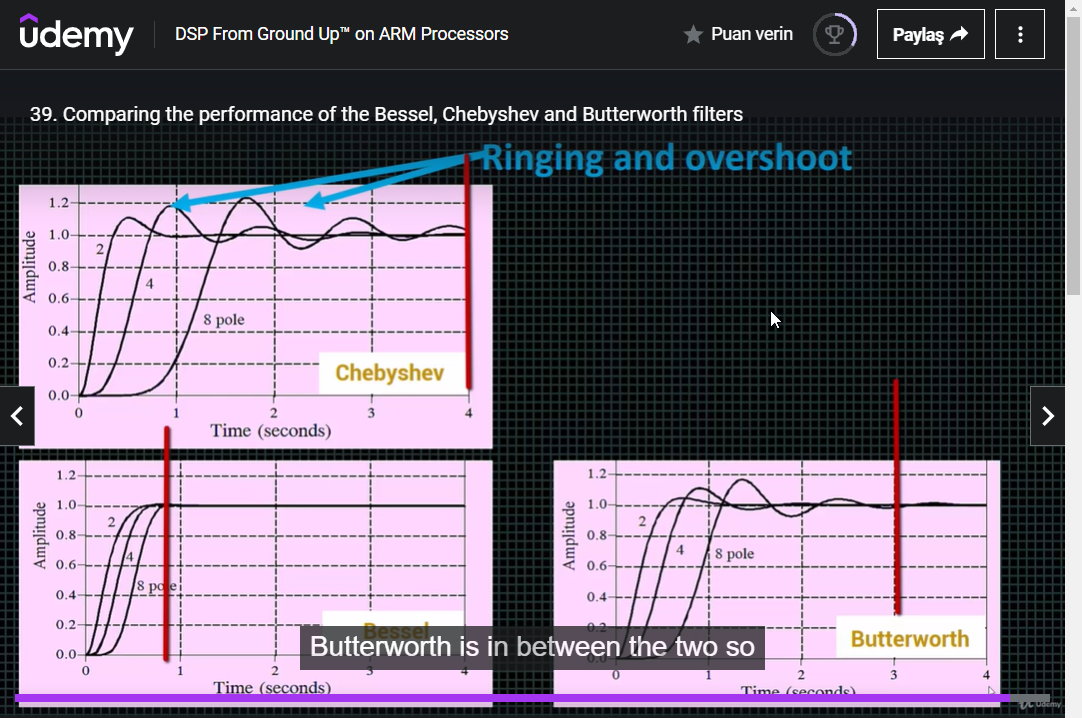 udemy
DSP From Ground Up™ on ARM Processors
Puan verin
Paylaş
39. Comparing the performance of the Bessel, Chebyshev and Butterworth filters
Ringing and overshoot
Amplitude
1.2
1.0
0.8
0.6
0.4
0.2
0.0
2
4
8 pole
Chebyshev
0 1 2 3 4
Time (seconds)
Amplitude
1.2
1.0
0.8
0.6
0.4
0.2
0.0
2
4
8 pole
Bessel
0 1 2 3 4
Time (seconds)
Amplitude
1.2
1.0
0.8
0.6
0.4
0.2
0.0
2
4
8 pole
Butterworth
0 1 2 3 4
Time (seconds)
Butterworth is in between the two so
Udemy